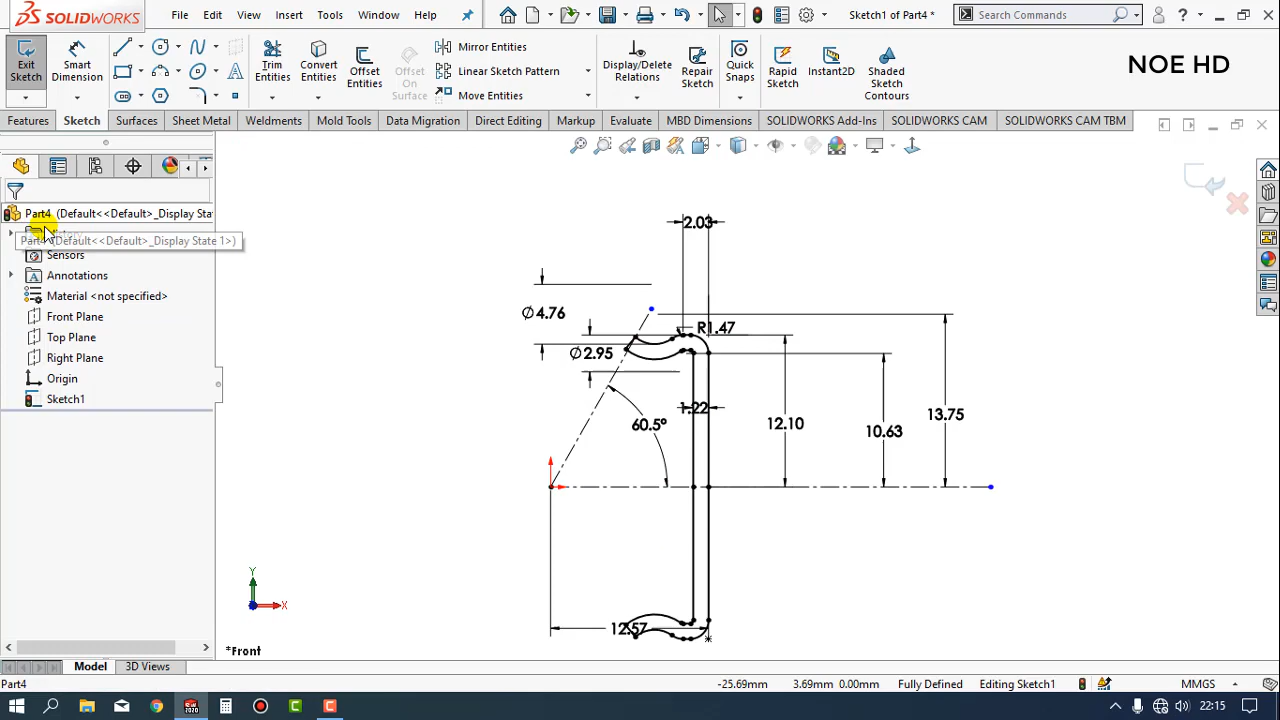 SOLIDWORKS File Edit View Insert Tools Window Help Sketch1 of Part4 * Search Commands ?
Exit Sketch
Smart Dimension
Trim Entities
Convert Entities
Offset Entities
Offset On Surface
Mirror Entities
Linear Sketch Pattern
Move Entities
Display/Delete Relations
Repair Sketch
Quick Snaps
Rapid Sketch
Instant2D
Shaded Sketch Contours
NOE HD
Features Sketch Surfaces Sheet Metal Weldments Mold Tools Data Migration Direct Editing Markup Evaluate MBD Dimensions SOLIDWORKS Add-Ins SOLIDWORKS CAM SOLIDWORKS CAM TBM
Part4 (Default<<Default>_Display Sta
Part4 (Default<<Default>_Display State 1>)
Sensors
Annotations
Material <not specified>
Front Plane
Top Plane
Right Plane
Origin
Sketch1
2.03
Ø4.76
R1.47
Ø2.95
1.22
60.5°
12.10
10.63
13.75
12.57
Y
X
*Front
Model 3D Views
Part4 -25.69mm 3.69mm 0.00mm Fully Defined Editing Sketch1 MMGS
22:15